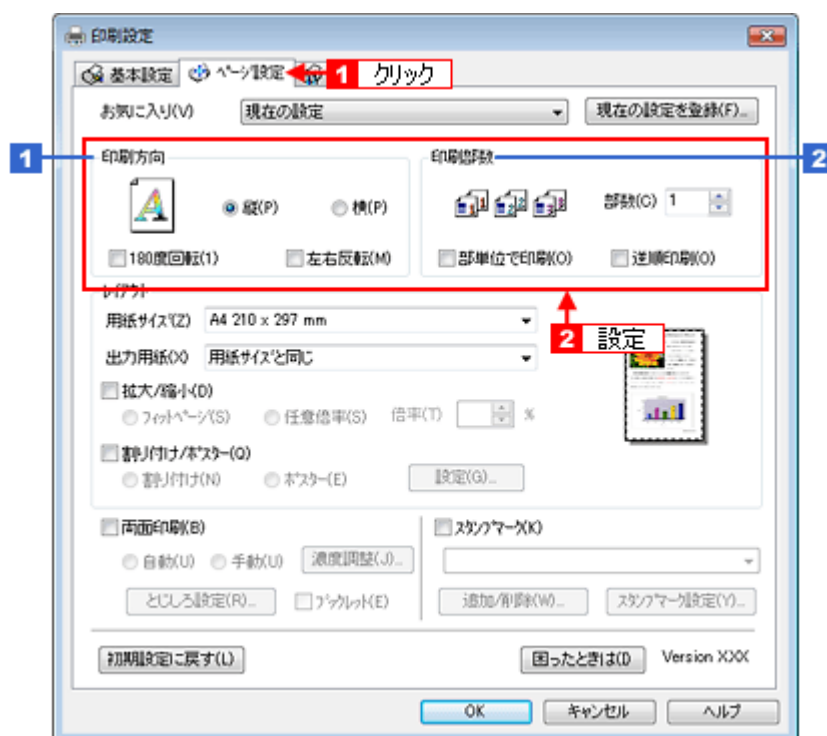 印刷設定
基本設定 ページ設定 1 クリック
お気に入り(V) 現在の設定 現在の設定を登録(F)...
1 印刷方向 印刷部数 2
縦(P) 横(P) 部数(C) 1
180度回転(1) 左右反転(M) 部単位で印刷(O) 逆順印刷(O)
レイアウト
用紙サイズ(Z) A4 210 x 297 mm
2 設定
出力用紙(X) 用紙サイズと同じ
拡大/縮小(D)
フィットページ(S) 任意倍率(S) 倍率(T) %
割り付け/ポスター(Q)
割り付け(N) ポスター(E) 設定(G)...
両面印刷(B) スタンプマーク(K)
自動(U) 手動(U) 濃度調整(J)...
とじしろ設定(R)... ブックレット(E) 追加/削除(W)... スタンプマーク設定(Y)...
初期設定に戻す(L) 困ったときは(I) Version XXX
OK キャンセル ヘルプ